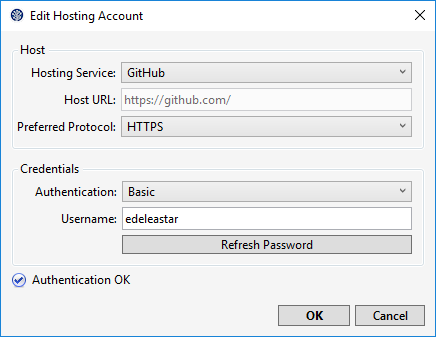 Edit Hosting Account
Host
Hosting Service: GitHub
Host URL: https://github.com/
Preferred Protocol: HTTPS
Credentials
Authentication: Basic
Username: edeleastar
Refresh Password
Authentication OK
OK Cancel